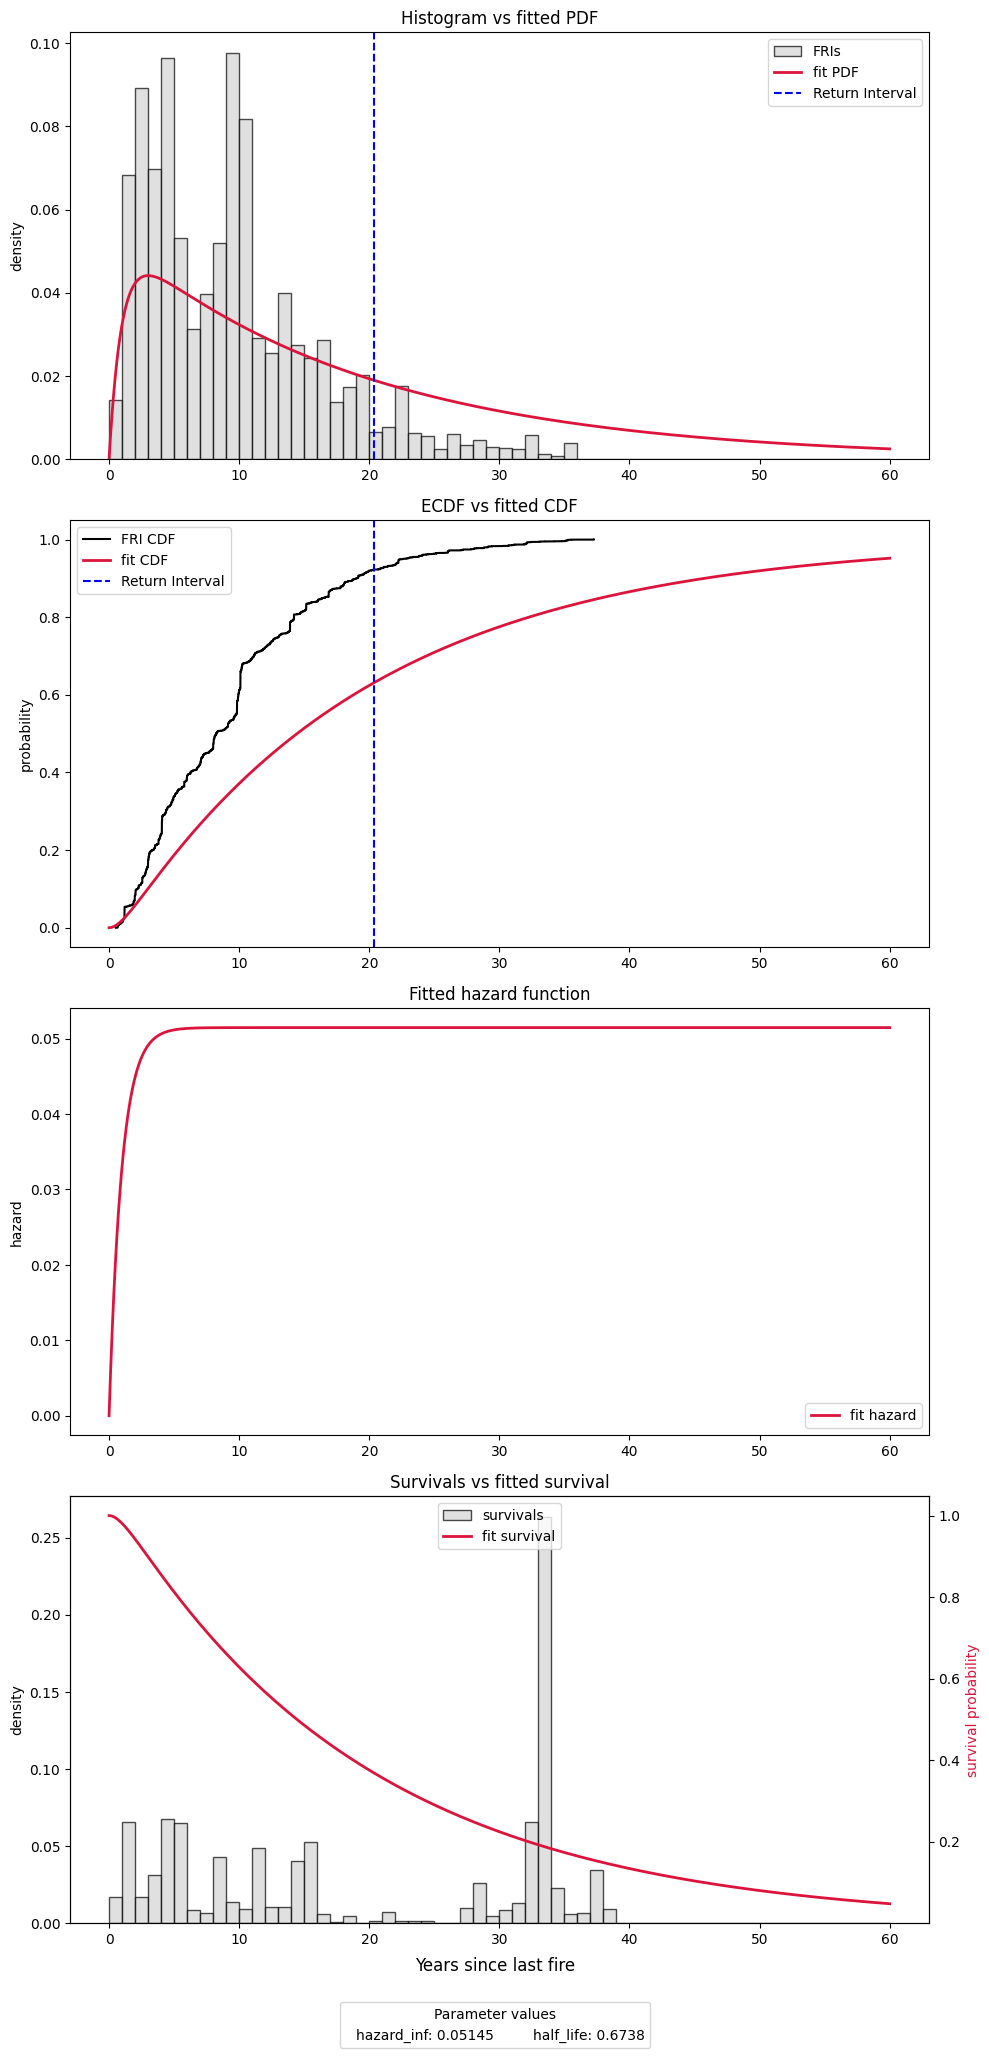 Histogram vs fitted PDF
0.10
0.08
0.06
0.04
0.02
0.00
density
FRIs
fit PDF
Return Interval
0 10 20 30 40 50 60
ECDF vs fitted CDF
1.0
0.8
0.6
0.4
0.2
0.0
probability
FRI CDF
fit CDF
Return Interval
0 10 20 30 40 50 60
Fitted hazard function
0.05
0.04
0.03
0.02
0.01
0.00
hazard
fit hazard
0 10 20 30 40 50 60
Survivals vs fitted survival
0.25
0.20
0.15
0.10
0.05
0.00
density
survivals
fit survival
1.0
0.8
0.6
0.4
0.2
survival probability
0 10 20 30 40 50 60
Years since last fire
Parameter values
hazard_inf: 0.05145 half_life: 0.6738